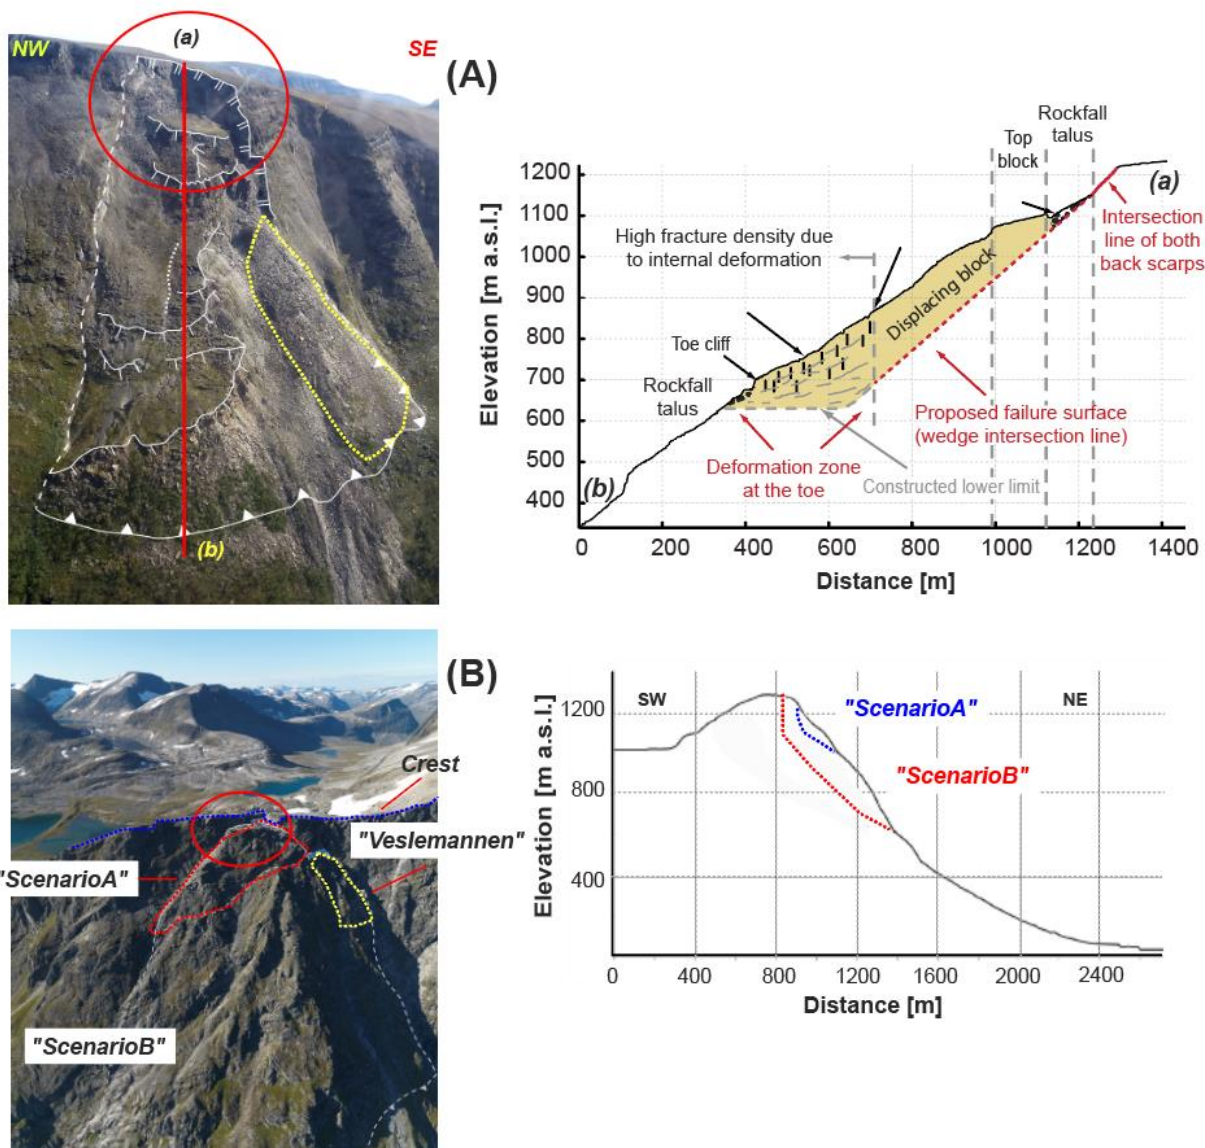 NW
(a)
SE
(b)
(A)
Rockfall
talus
Top
block
1200
1100
1000
900
800
700
600
500
400
Elevation [m a.s.l.]
(a)
Intersection
line of both
back scarps
High fracture density due
to internal deformation
Displacing block
Toe cliff
Rockfall
talus
Proposed failure surface
(wedge intersection line)
Deformation zone
at the toe
Constructed lower limit
(b)
0
200
400
600
800
1000
1200
1400
Distance [m]
(B)
Crest
"Veslemannen"
"ScenarioA"
"ScenarioB"
SW
NE
"ScenarioA"
"ScenarioB"
1200
800
400
Elevation [m a.s.l.]
0
400
800
1200
1600
2000
2400
Distance [m]